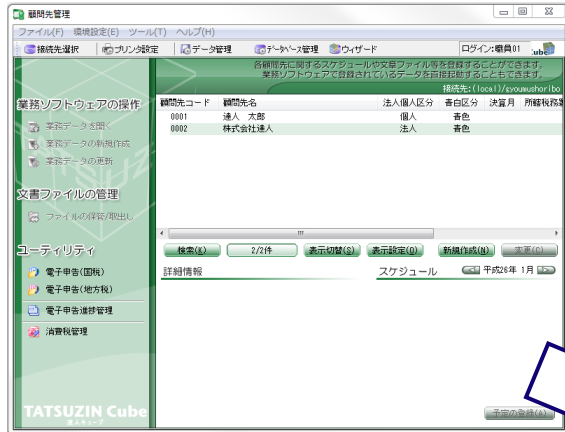 顧問先管理
ファイル(F) 環境設定(E) ツール(T) ヘルプ(H)
接続先選択 プリンタ設定 データ管理 データベース管理 ウィザード ログイン:職員01
各顧問先に関するスケジュールや文章ファイル等を登録することができます。
業務ソフトウェアで登録されているデータを直接起動することもできます。
接続先:(local)/gyoumushoribo
業務ソフトウェアの操作
業務データを開く
業務データの新規作成
業務データの更新
文書ファイルの管理
ファイルの保管/取出し
ユーティリティ
電子申告(国税)
電子申告(地方税)
電子申告進捗管理
消費税管理
TATSUZIN Cube
達人キューブ
顧問先コード 顧問先名 法人個人区分 青白区分 決算月 所轄税務署
0001 達人 太郎 個人 青色
0002 株式会社達人 法人 青色
検索(K) 2/2件 表示切替(S) 表示設定(D) 新規作成(N) 変更(C)
詳細情報 スケジュール 平成26年 1月
予定の登録(A)